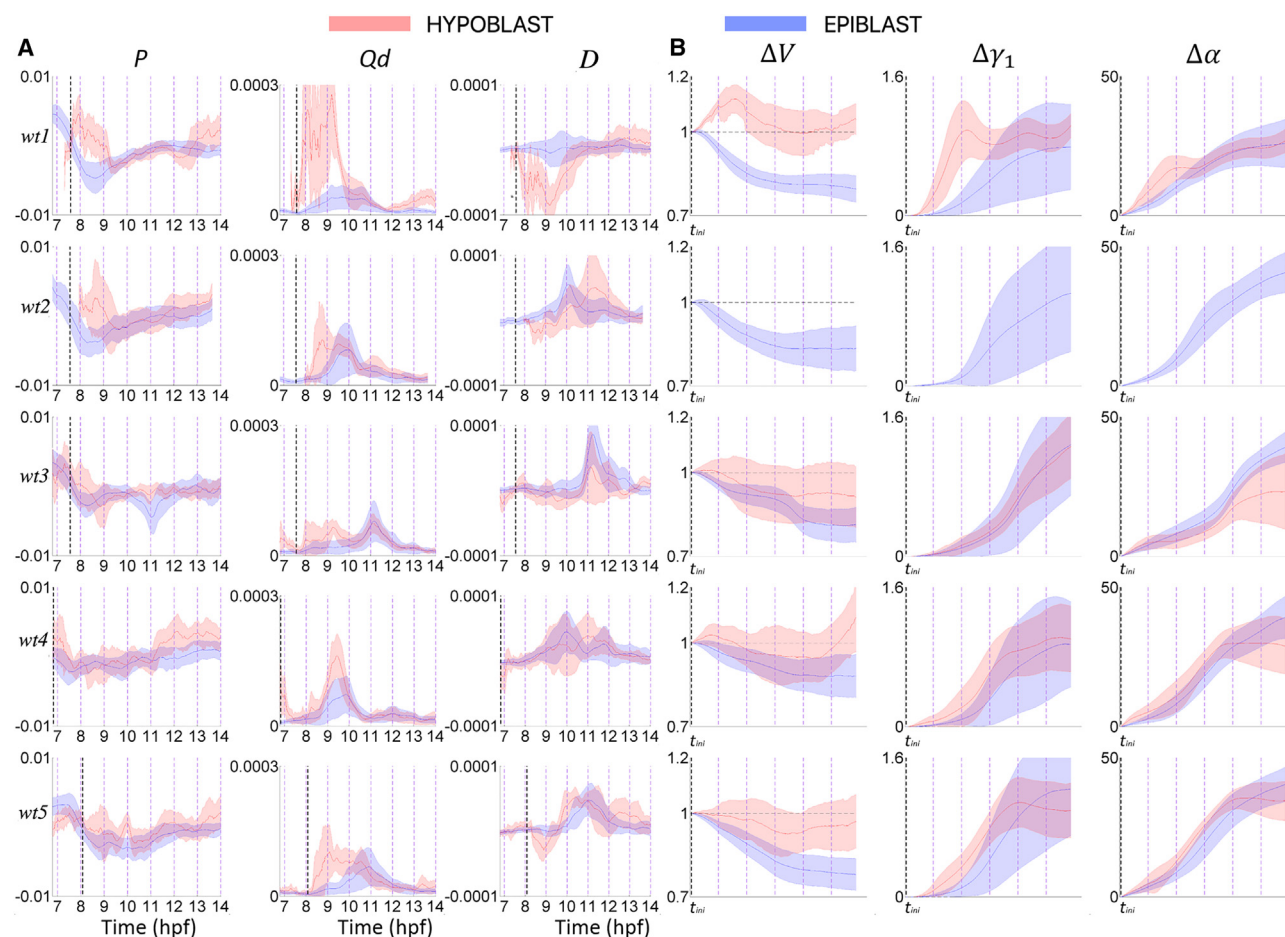 HYPOBLAST EPIBLAST
A P Qd D B ΔV Δγ₁ Δα
0.01 0.0003 0.0001 1.2 1.6 50
wt1 1
-0.01 0 -0.0001 0.7 0 0
7 8 9 10 11 12 13 14 7 8 9 10 11 12 13 14 7 8 9 10 11 12 13 14 tini tini tini
0.01 0.0003 0.0001 1.2 1.6 50
wt2 1
-0.01 0 -0.0001 0.7 0 0
7 8 9 10 11 12 13 14 7 8 9 10 11 12 13 14 7 8 9 10 11 12 13 14 tini tini tini
0.01 0.0003 0.0001 1.2 1.6 50
wt3 1
-0.01 0 -0.0001 0.7 0 0
7 8 9 10 11 12 13 14 7 8 9 10 11 12 13 14 7 8 9 10 11 12 13 14 tini tini tini
0.01 0.0003 0.0001 1.2 1.6 50
wt4 1
-0.01 0 -0.0001 0.7 0 0
7 8 9 10 11 12 13 14 7 8 9 10 11 12 13 14 7 8 9 10 11 12 13 14 tini tini tini
0.01 0.0003 0.0001 1.2 1.6 50
wt5 1
-0.01 0 -0.0001 0.7 0 0
7 8 9 10 11 12 13 14 7 8 9 10 11 12 13 14 7 8 9 10 11 12 13 14 tini tini tini
Time (hpf) Time (hpf) Time (hpf)